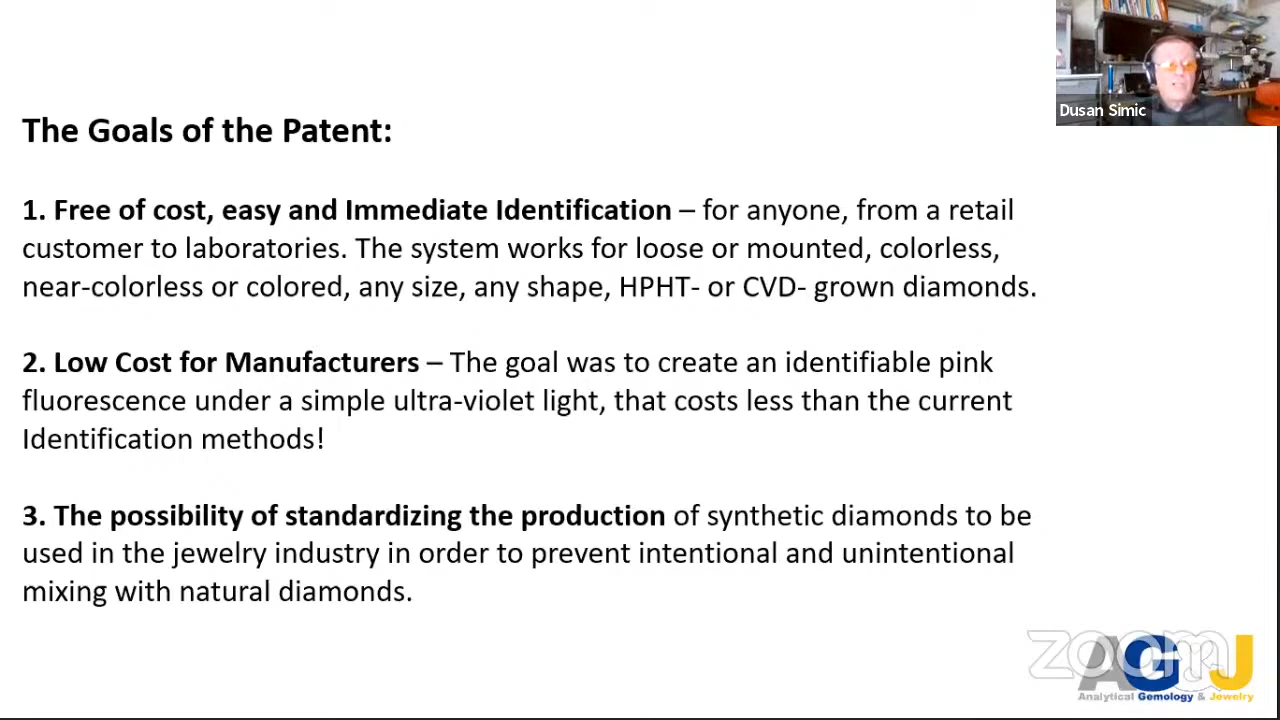 Dusan Simic
The Goals of the Patent:
1. Free of cost, easy and Immediate Identification – for anyone, from a retail
customer to laboratories. The system works for loose or mounted, colorless,
near-colorless or colored, any size, any shape, HPHT- or CVD- grown diamonds.
2. Low Cost for Manufacturers – The goal was to create an identifiable pink
fluorescence under a simple ultra-violet light, that costs less than the current
Identification methods!
3. The possibility of standardizing the production of synthetic diamonds to be
used in the jewelry industry in order to prevent intentional and unintentional
mixing with natural diamonds.
zoom
AGJ
Analytical Gemology & Jewelry